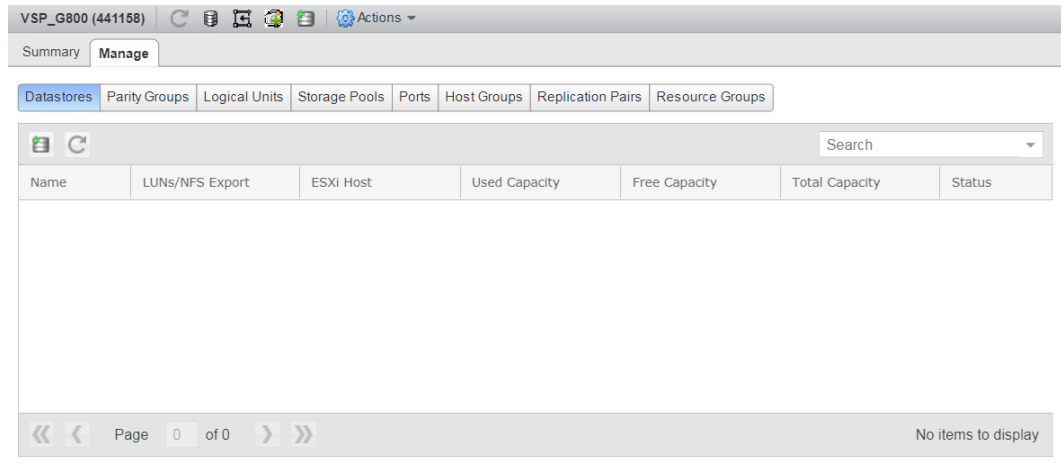 VSP_G800 (441158) Actions
Summary Manage
Datastores Parity Groups Logical Units Storage Pools Ports Host Groups Replication Pairs Resource Groups
Search
Name LUNs/NFS Export ESXi Host Used Capacity Free Capacity Total Capacity Status
Page 0 of 0 No items to display